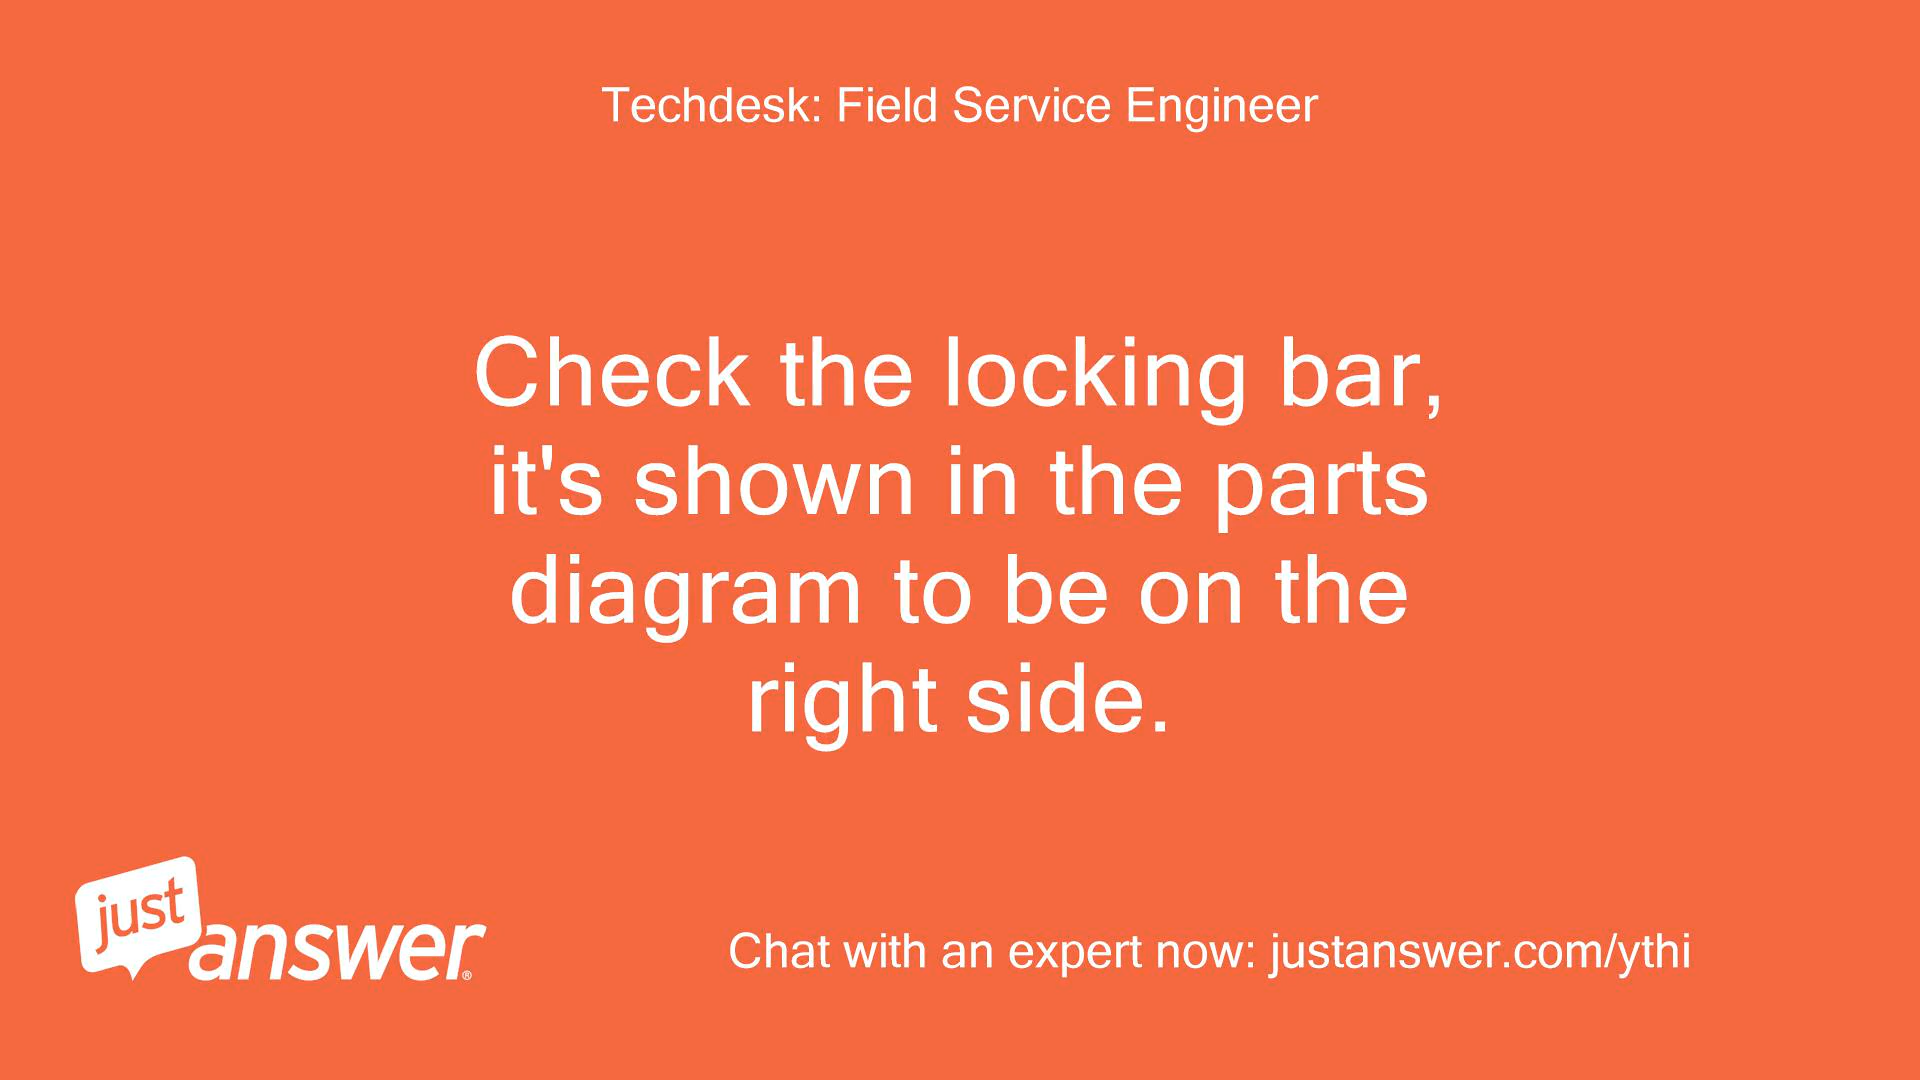 Techdesk: Field Service Engineer
Check the locking bar,
it's shown in the parts
diagram to be on the
right side.
just
answer®
Chat with an expert now: justanswer.com/ythi